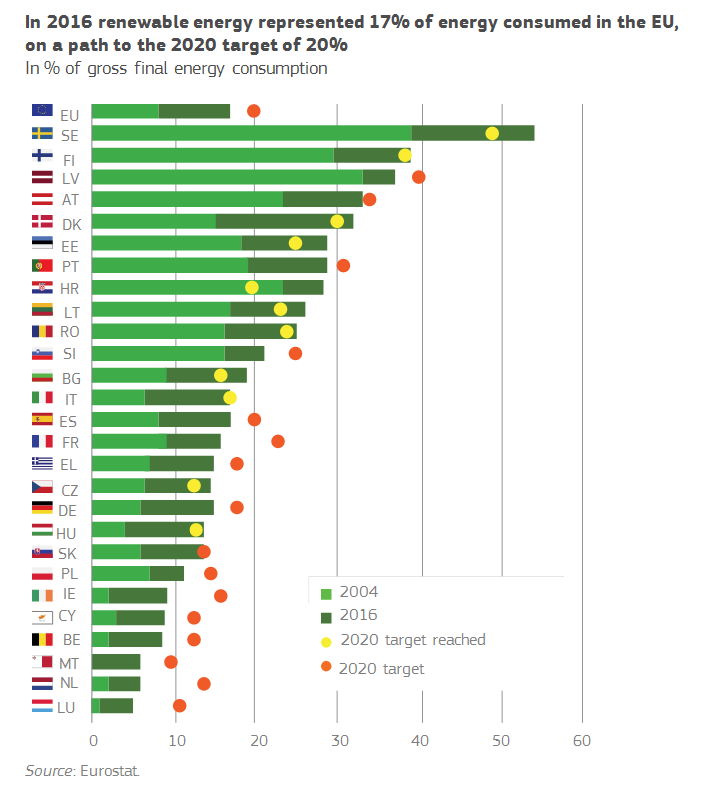 In 2016 renewable energy represented 17% of energy consumed in the EU,
on a path to the 2020 target of 20%
In % of gross final energy consumption
EU
SE
FI
LV
AT
DK
EE
PT
HR
LT
RO
SI
BG
IT
ES
FR
EL
CZ
DE
HU
SK
PL
IE
CY
BE
MT
NL
LU
2004
2016
2020 target reached
2020 target
0 10 20 30 40 50 60
Source: Eurostat.